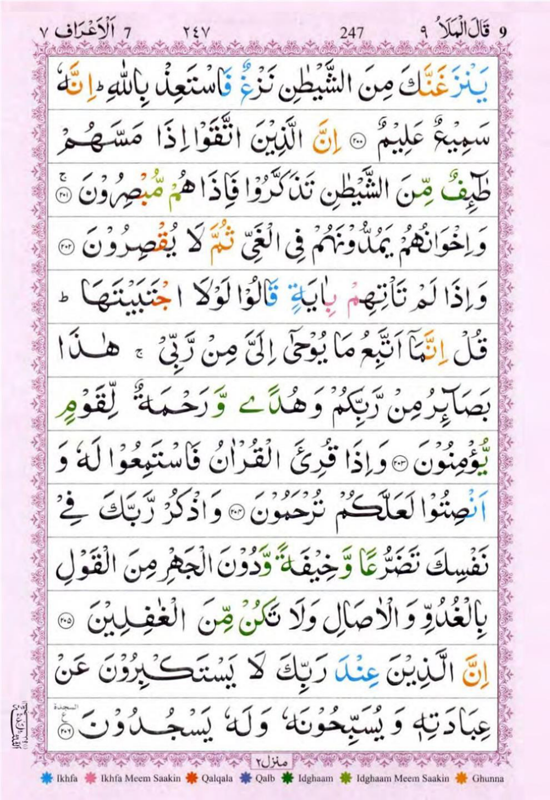 ٧ اَلْاَعْرَاف 7 ٢٤٧ 247 ٩ قَالَ الْمَلَاُ 9
يَنْزَغَنَّكَ مِنَ الشَّيْطٰنِ نَزْغٌ فَاسْتَعِذْ بِاللّٰهِ ؕ اِنَّهٗ
سَمِيْعٌ عَلِيْمٌ ﴿٢٠٠﴾ اِنَّ الَّذِيْنَ اتَّقَوْا اِذَا مَسَّهُمْ
طٰٓئِفٌ مِّنَ الشَّيْطٰنِ تَذَكَّرُوْا فَاِذَا هُمْ مُّبْصِرُوْنَ ۚ ﴿٢٠١﴾
وَاِخْوَانُهُمْ يَمُدُّوْنَهُمْ فِى الْغَىِّ ثُمَّ لَا يُقْصِرُوْنَ ﴿٢٠٢﴾
وَاِذَا لَمْ تَاْتِهِمْ بِاٰيَةٍ قَالُوْا لَوْلَا اجْتَبَيْتَهَا ؕ
قُلْ اِنَّمَآ اَتَّبِعُ مَا يُوْحٰٓى اِلَىَّ مِنْ رَّبِّىْ ۚ هٰذَا
بَصَآئِرُ مِنْ رَّبِّكُمْ وَهُدًى وَّرَحْمَةٌ لِّقَوْمٍ
يُّؤْمِنُوْنَ ﴿٢٠٣﴾ وَاِذَا قُرِئَ الْقُرْاٰنُ فَاسْتَمِعُوْا لَهٗ وَ
اَنْصِتُوْا لَعَلَّكُمْ تُرْحَمُوْنَ ﴿٢٠٤﴾ وَاذْكُرْ رَّبَّكَ فِىْ
نَفْسِكَ تَضَرُّعًا وَّخِيْفَةً وَّدُوْنَ الْجَهْرِ مِنَ الْقَوْلِ
بِالْغُدُوِّ وَالْاٰصَالِ وَلَا تَكُنْ مِّنَ الْغٰفِلِيْنَ ﴿٢٠٥﴾
اِنَّ الَّذِيْنَ عِنْدَ رَبِّكَ لَا يَسْتَكْبِرُوْنَ عَنْ
عِبَادَتِهٖ وَيُسَبِّحُوْنَهٗ وَلَهٗ يَسْجُدُوْنَ ﴿٢٠٦﴾ السجدة ع
منزل ٢
Ikhfa Ikhfa Meem Saakin Qalqala Qalb Idghaam Idghaam Meem Saakin Ghunna